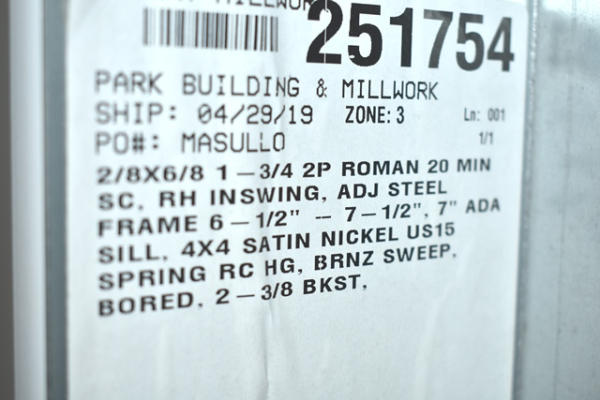 251754
PARK BUILDING & MILLWORK
SHIP: 04/29/19 ZONE: 3 Ln: 001
PO#: MASULLO 1/1
2/8X6/8 1 – 3/4 2P ROMAN 20 MIN
SC, RH INSWING, ADJ STEEL
FRAME 6 – 1/2" -- 7 – 1/2", 7" ADA
SILL, 4X4 SATIN NICKEL US15
SPRING RC HG, BRNZ SWEEP,
BORED, 2 – 3/8 BKST,